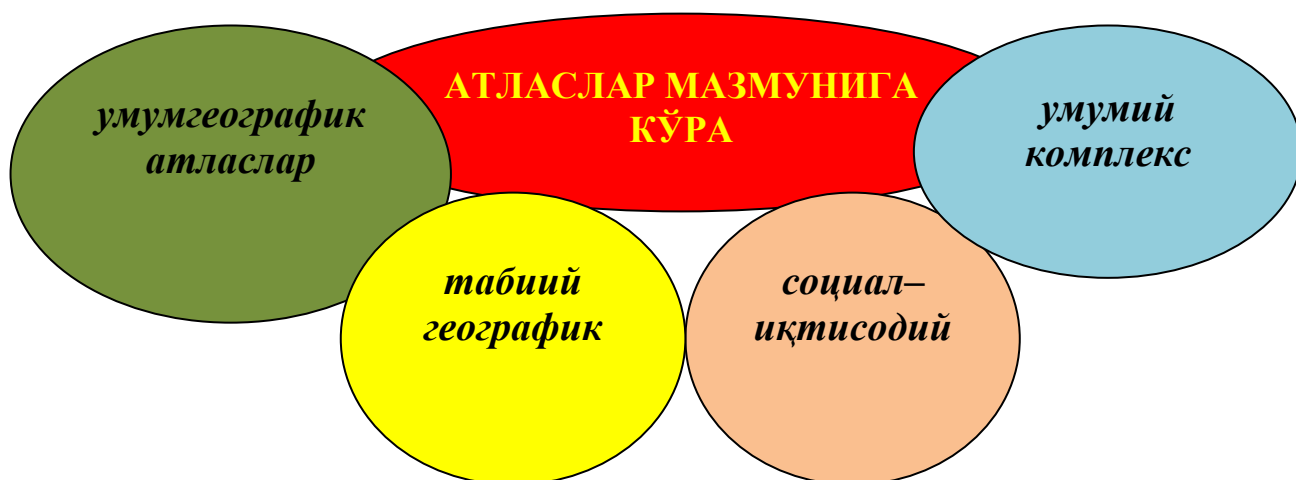 АТЛАСЛАР МАЗМУНИГА
КЎРА
умумгеографик
атласлар
табиий
географик
социал–
иқтисодий
умумий
комплекс